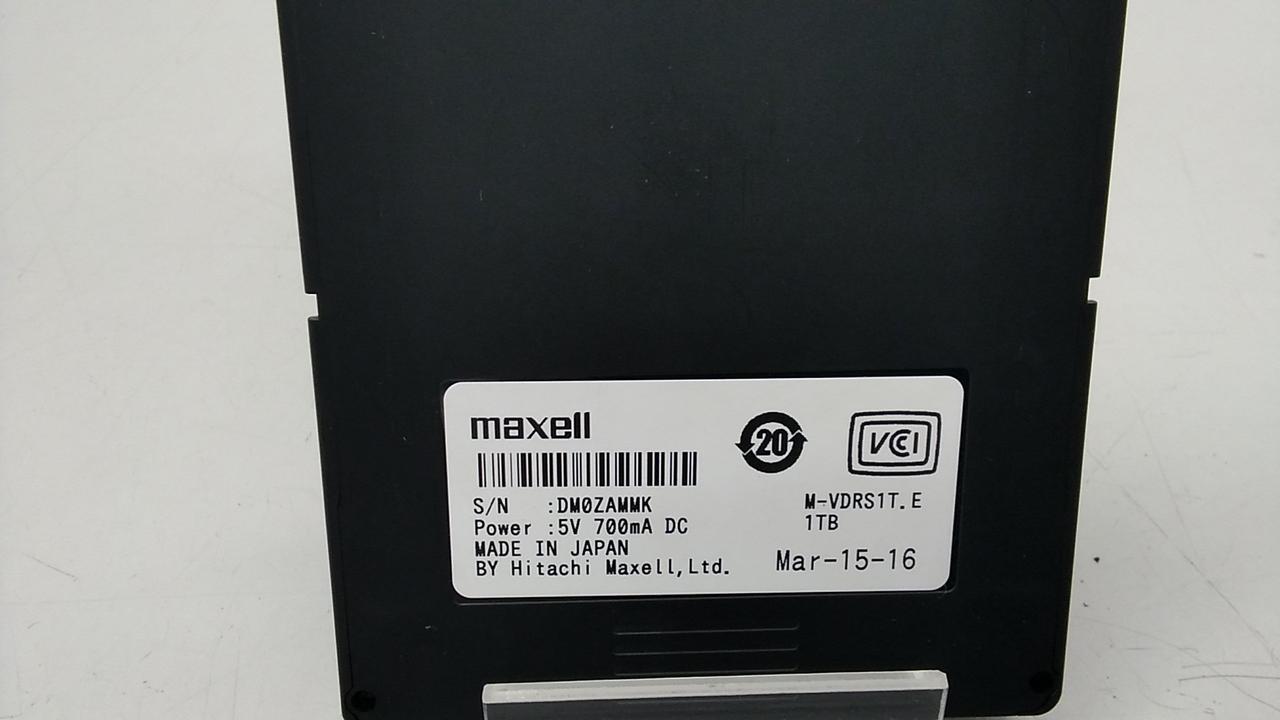 maxell
20
VCCI
S/N :DM0ZAMMK
Power :5V 700mA DC
MADE IN JAPAN
BY Hitachi Maxell,Ltd.
M-VDRS1T.E
1TB
Mar-15-16